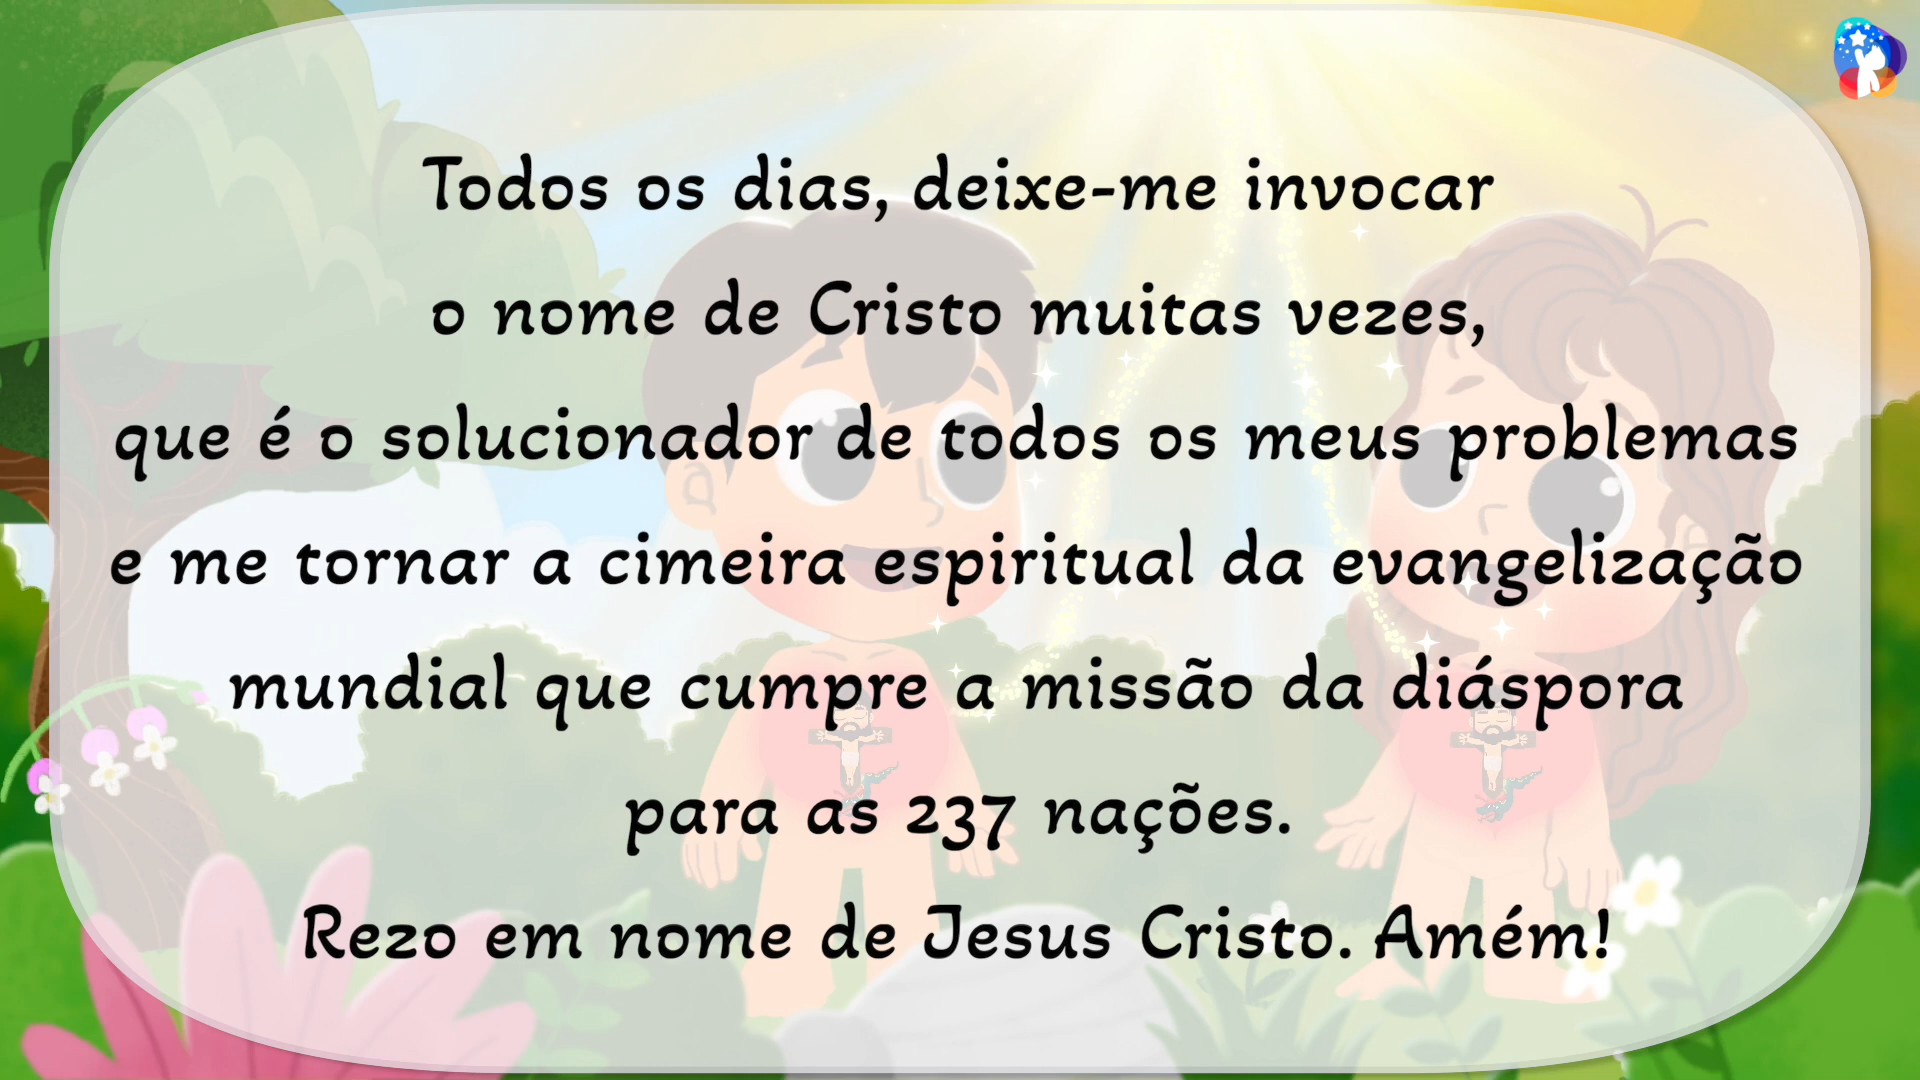 Todos os dias, deixe-me invocar
o nome de Cristo muitas vezes,
que é o solucionador de todos os meus problemas
e me tornar a cimeira espiritual da evangelização
mundial que cumpre a missão da diáspora
para as 237 nações.
Rezo em nome de Jesus Cristo. Amém!